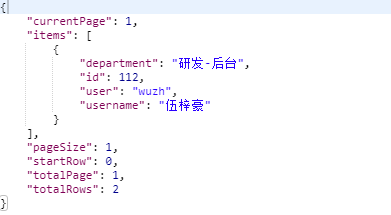 {
"currentPage": 1,
"items": [
{
"department": "研发-后台",
"id": 112,
"user": "wuzh",
"username": "伍梓豪"
}
],
"pageSize": 1,
"startRow": 0,
"totalPage": 1,
"totalRows": 2
}